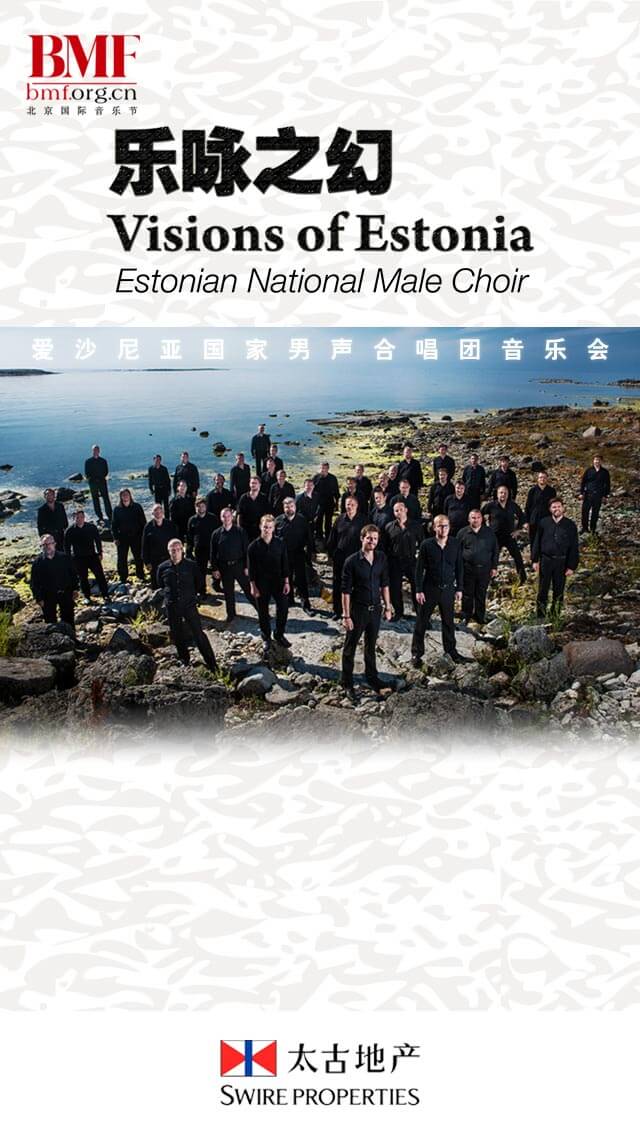 BMF
bmf.org.cn
北京国际音乐节
乐咏之幻
Visions of Estonia
Estonian National Male Choir
爱沙尼亚国家男声合唱团音乐会
太古地产
SWIRE PROPERTIES